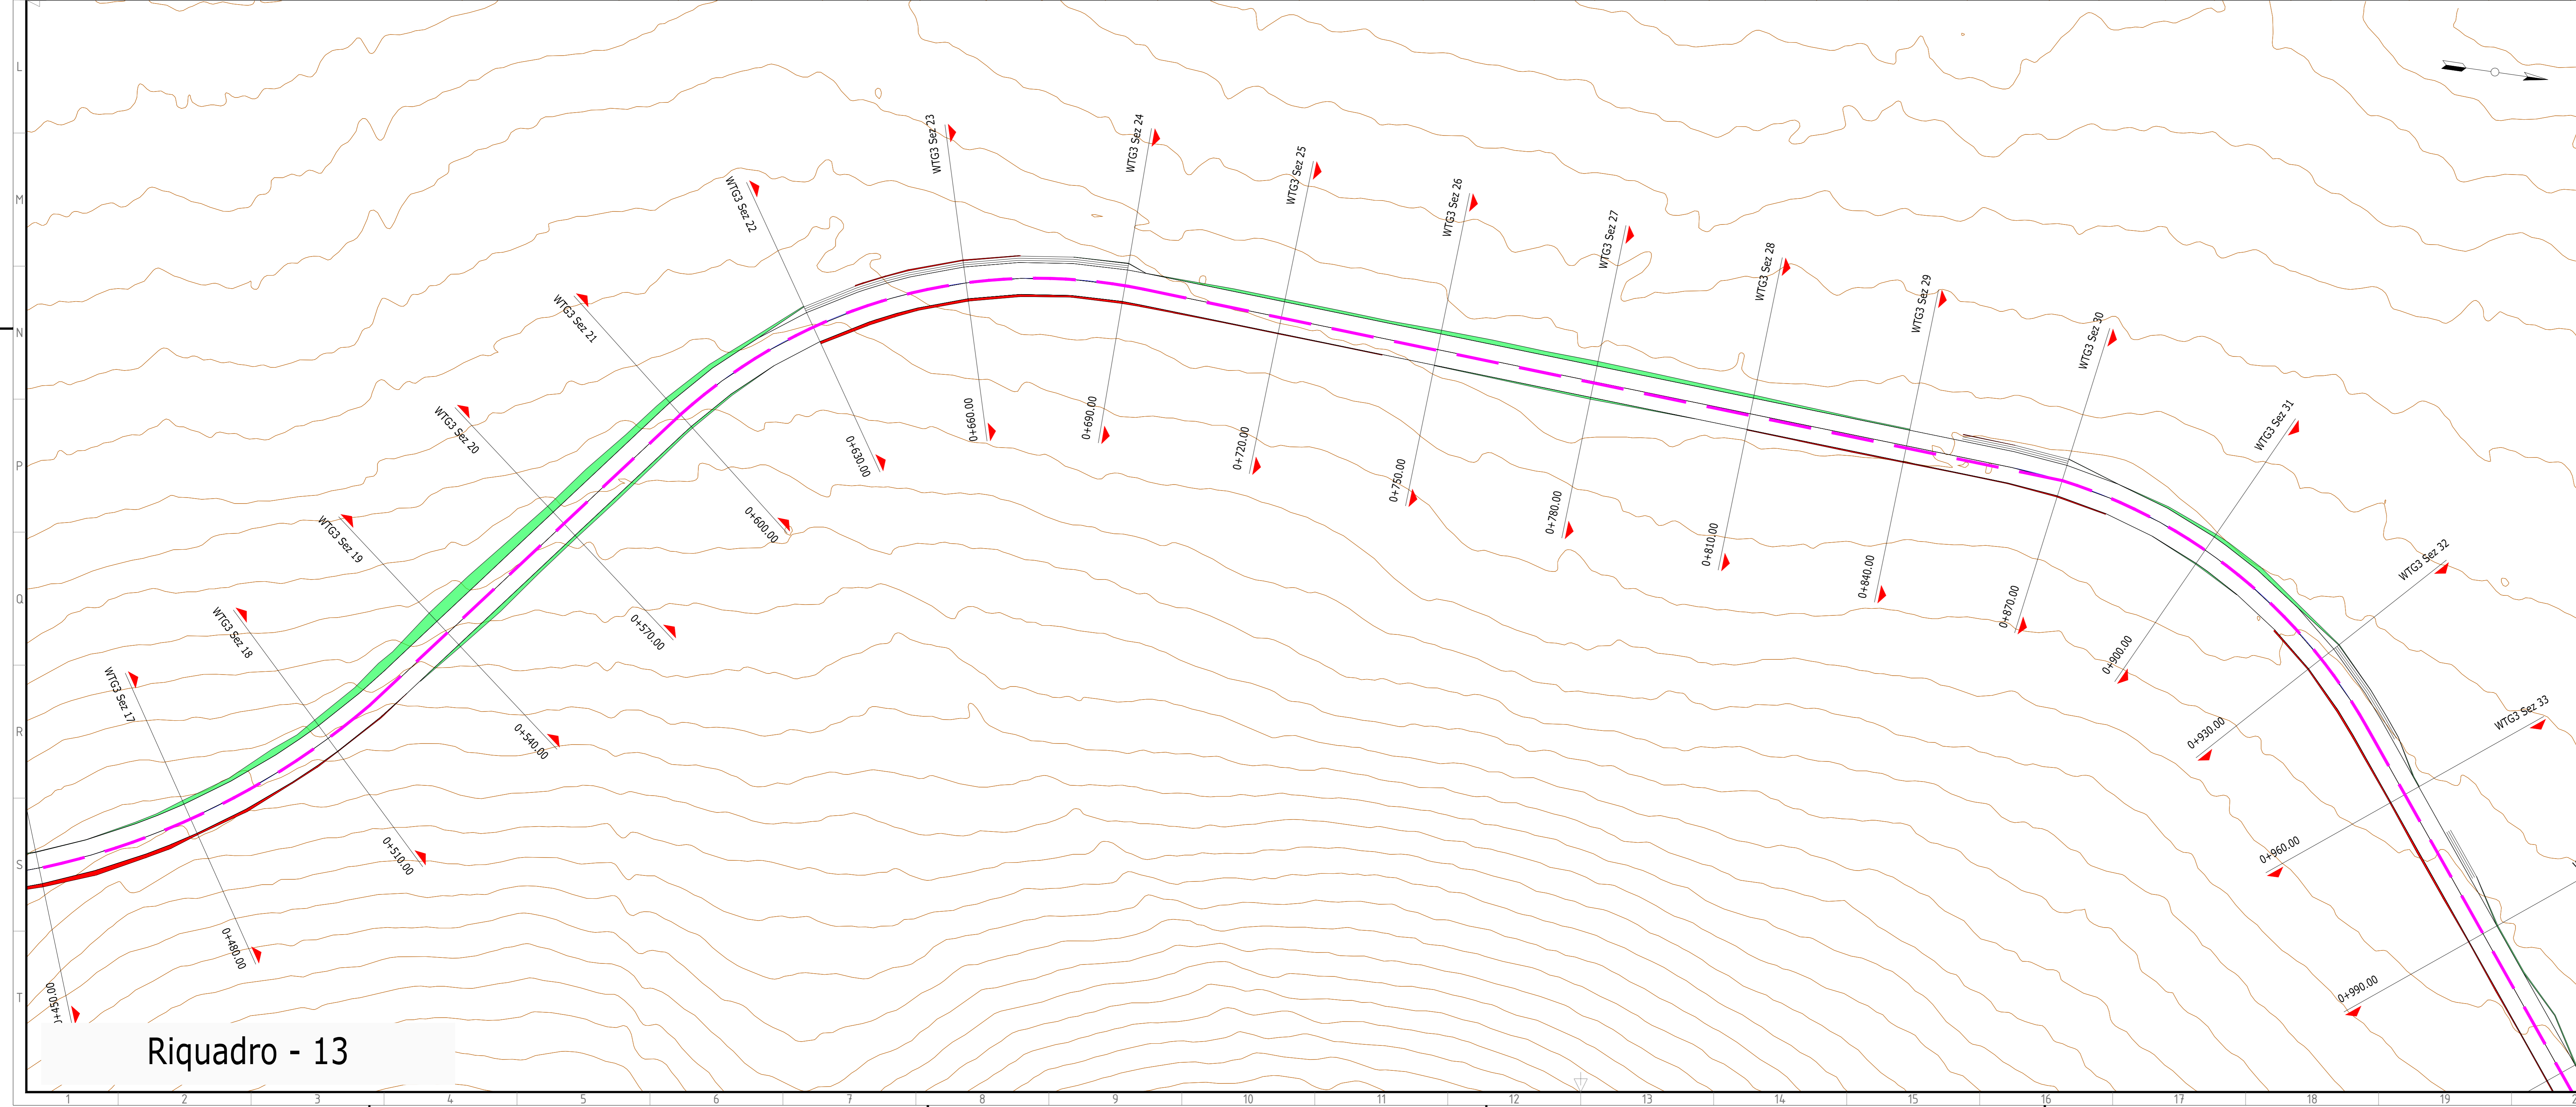 L
M
N
P
Q
R
S
T
WTG3 Sez 17
WTG3 Sez 18
WTG3 Sez 19
WTG3 Sez 20
WTG3 Sez 21
WTG3 Sez 22
WTG3 Sez 23
WTG3 Sez 24
WTG3 Sez 25
WTG3 Sez 26
WTG3 Sez 27
WTG3 Sez 28
WTG3 Sez 29
WTG3 Sez 30
WTG3 Sez 31
WTG3 Sez 32
WTG3 Sez 33
0+450.00
0+480.00
0+510.00
0+540.00
0+570.00
0+600.00
0+630.00
0+660.00
0+690.00
0+720.00
0+750.00
0+780.00
0+810.00
0+840.00
0+870.00
0+900.00
0+930.00
0+960.00
0+990.00
Riquadro - 13
1 2 3 4 5 6 7 8 9 10 11 12 13 14 15 16 17 18 19